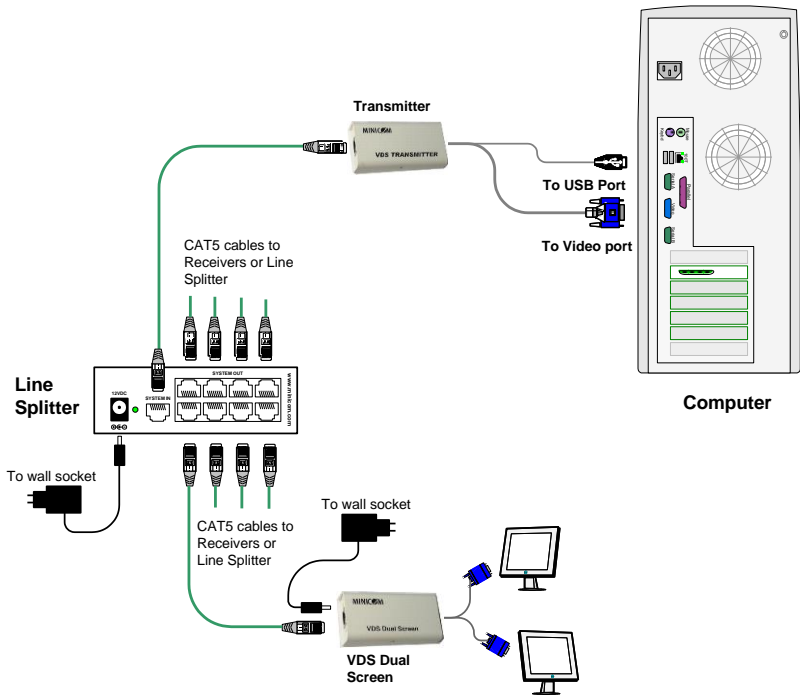 Transmitter
MINICOM
VDS TRANSMITTER
To USB Port
To Video port
Computer
Parallel
Video
CAT5 cables to
Receivers or Line
Splitter
Line
Splitter
12VDC
SYSTEM IN
SYSTEM OUT
www.minicom.com
To wall socket
CAT5 cables to
Receivers or
Line Splitter
To wall socket
MINICOM
VDS Dual Screen
VDS Dual
Screen